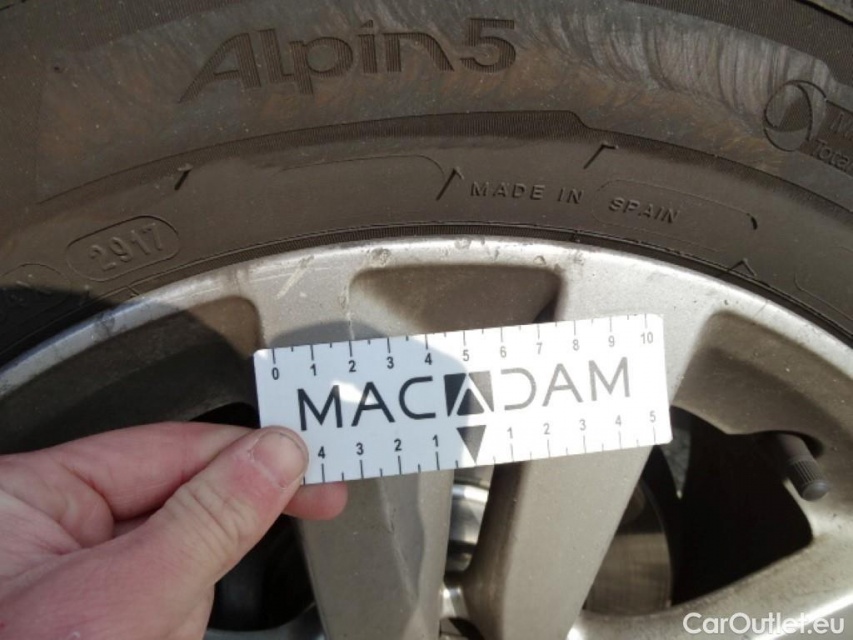 Alpin5
Total
MADE IN SPAIN
2917
0 1 2 3 4 5 6 7 8 9 10
MACADAM
4 3 2 1 1 2 3 4 5
CarOutlet.eu